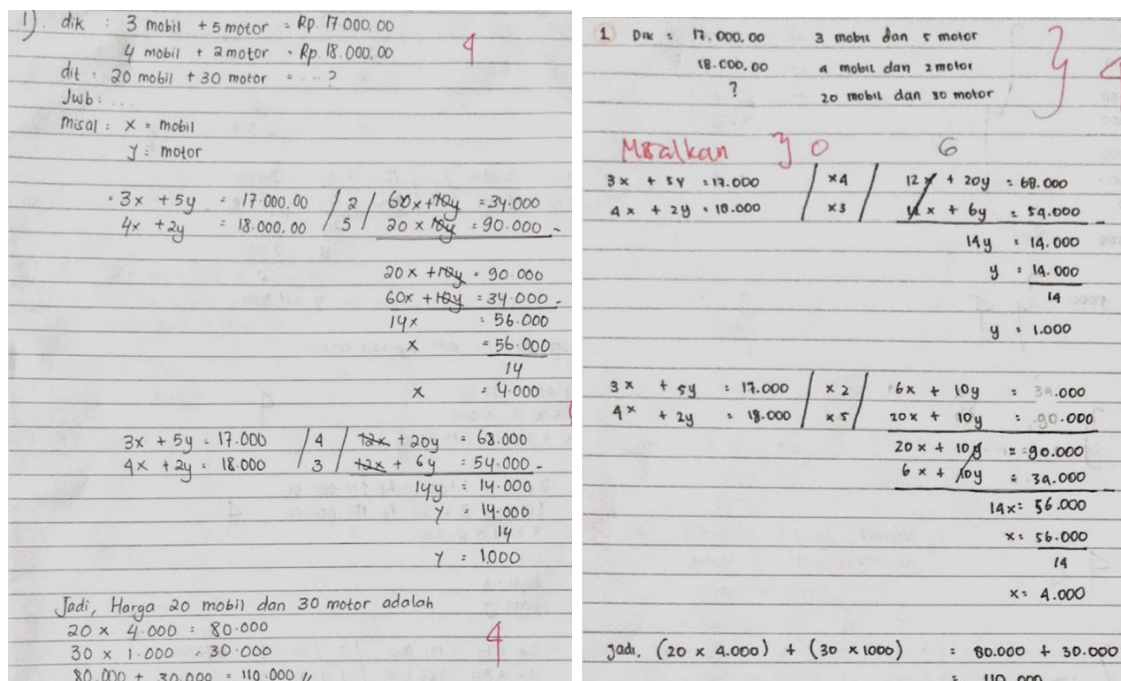 1). dik : 3 mobil + 5 motor = Rp. 17.000,00
4 mobil + 2 motor = Rp. 18.000,00
4
dit : 20 mobil + 30 motor = ...?
Jwb : ...
misal : x = mobil
y = motor
= 3x + 5y = 17.000,00 / 2 / 60x+10y = 34.000
4x + 2y = 18.000,00 / 5 / 20x 10y = 90.000 -
20x +10y = 90.000
60x +10y = 34.000 -
14x = 56.000
x = 56.000
14
x = 4.000
3x + 5y = 17.000 / 4 / 12x + 20y = 68.000
4x + 2y = 18.000 / 3 / 12x + 6y = 54.000 -
14y = 14.000
y = 14.000
14
y = 1.000
Jadi, Harga 20 mobil dan 30 motor adalah
20 x 4.000 = 80.000
30 x 1.000 = 30.000
4
80.000 + 30.000 = 110.000 //
1 Dik = 17.000,00 3 mobil dan 5 motor
18.000,00 4 mobil dan 2 motor
? 20 mobil dan 30 motor
Misalkan } 0 6
3x + 5y = 17.000 / x4 / 12x + 20y = 68.000
4x + 2y = 18.000 / x3 / 12x + 6y = 54.000 -
14y = 14.000
y = 14.000
14
y = 1.000
3x + 5y = 17.000 / x2 / 6x + 10y = 34.000
4x + 2y = 18.000 / x5 / 20x + 10y = 90.000 -
20x + 10y = 90.000
6x + 10y = 34.000 -
14x = 56.000
x = 56.000
14
x = 4.000
Jadi, (20 x 4.000) + (30 x 1000) = 80.000 + 30.000
= 110.000